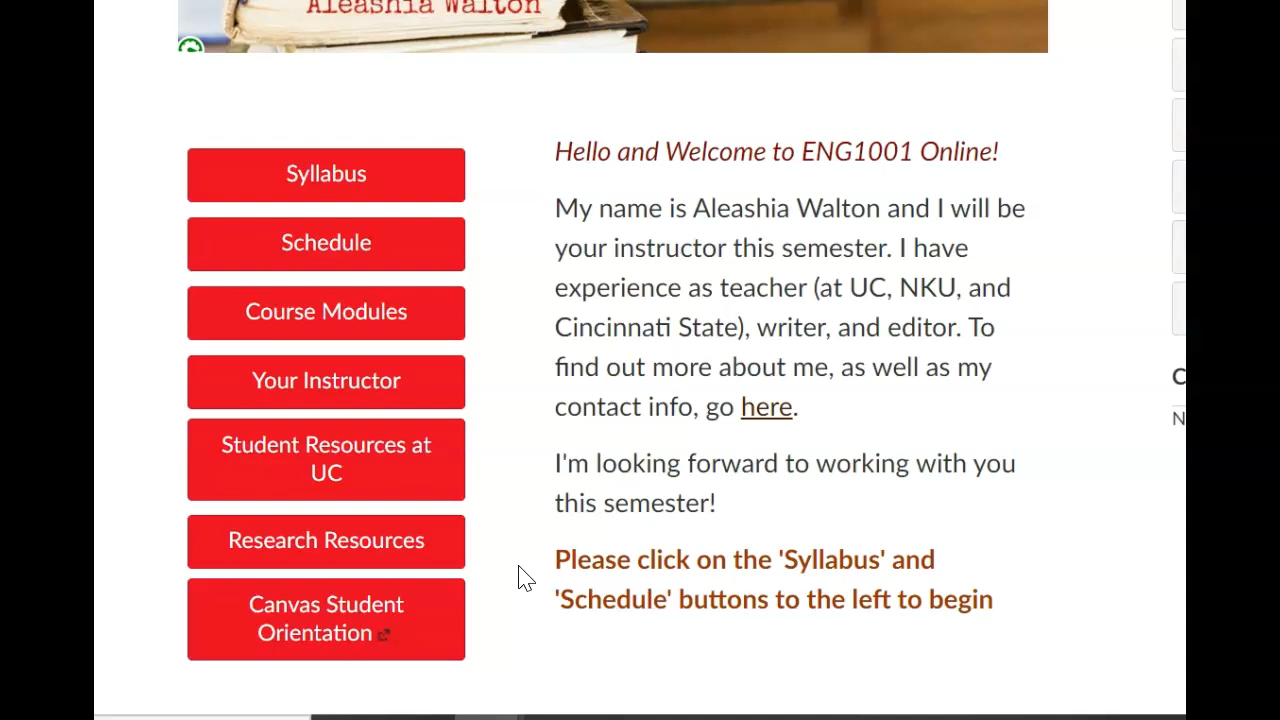 Aleashia Walton
Syllabus
Schedule
Course Modules
Your Instructor
Student Resources at
UC
Research Resources
Canvas Student
Orientation
Hello and Welcome to ENG1001 Online!
My name is Aleashia Walton and I will be
your instructor this semester. I have
experience as teacher (at UC, NKU, and
Cincinnati State), writer, and editor. To
find out more about me, as well as my
contact info, go here.
I'm looking forward to working with you
this semester!
Please click on the 'Syllabus' and
'Schedule' buttons to the left to begin
C
N